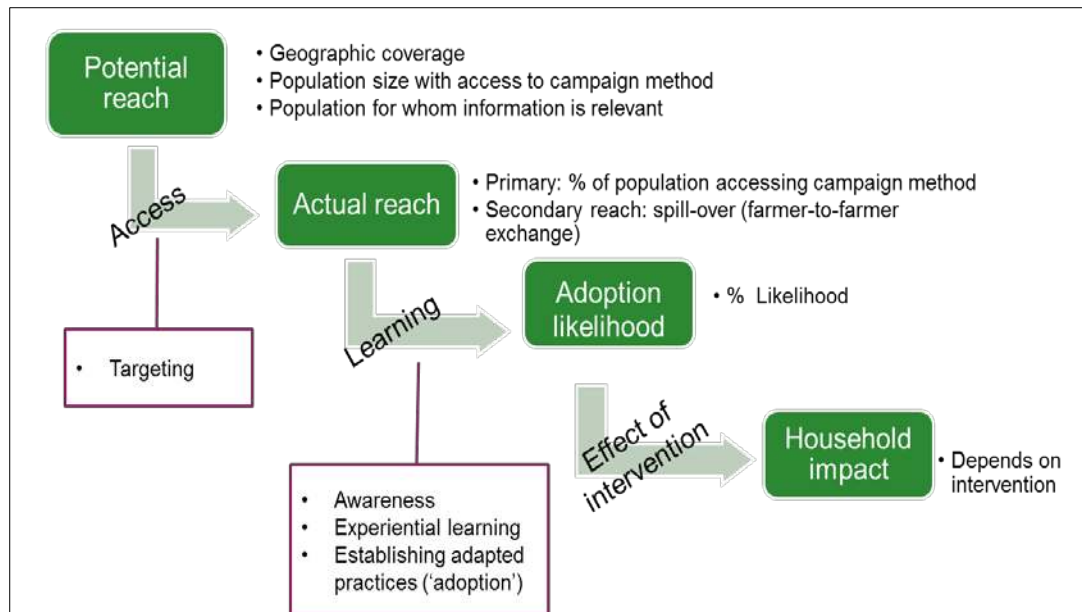 Potential
reach
• Geographic coverage
• Population size with access to campaign method
• Population for whom information is relevant
Access
Actual reach
• Primary: % of population accessing campaign method
• Secondary reach: spill-over (farmer-to-farmer
exchange)
• Targeting
Learning
Adoption
likelihood
• % Likelihood
• Awareness
• Experiential learning
• Establishing adapted
practices (‘adoption’)
Effect of
intervention
Household
impact
• Depends on
intervention